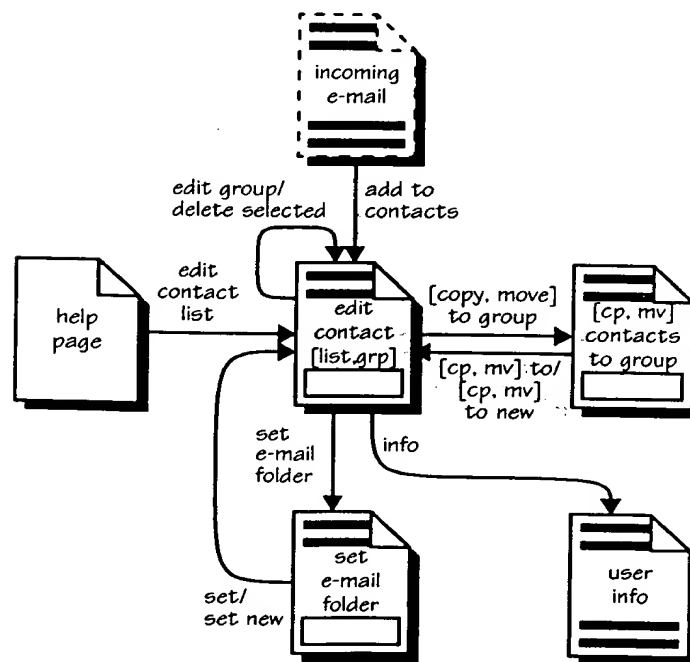 incoming
e-mail
edit group/
delete selected
add to
contacts
edit
contact
list
help
page
edit
contact
[list,grp]
[copy, move]
to group
[cp, mv]
contacts
to group
[cp, mv] to/
[cp, mv]
to new
set
e-mail
folder
info
set
e-mail
folder
set/
set new
user
info